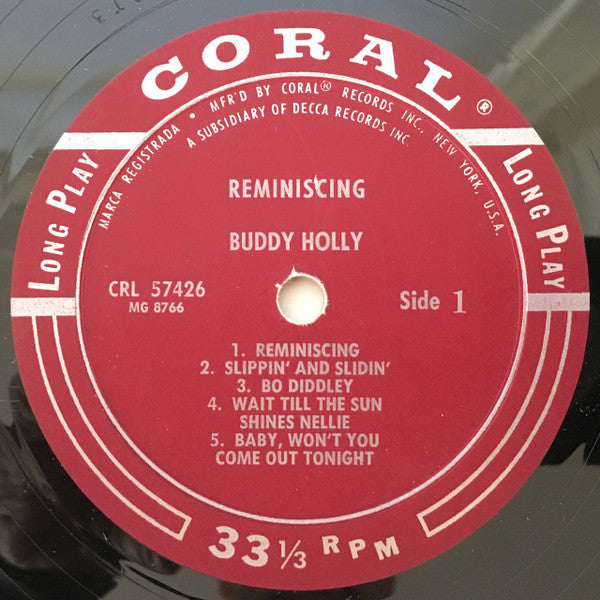 CORAL®
MARCA REGISTRADA • MFR'D BY CORAL® RECORDS INC., NEW YORK, U.S.A.
A SUBSIDIARY OF DECCA RECORDS INC.
LONG PLAY
LONG PLAY
REMINISCING
BUDDY HOLLY
CRL 57426
MG 8766
Side 1
1. REMINISCING
2. SLIPPIN' AND SLIDIN'
3. BO DIDDLEY
4. WAIT TILL THE SUN
SHINES NELLIE
5. BABY, WON'T YOU
COME OUT TONIGHT
33 1/3 RPM